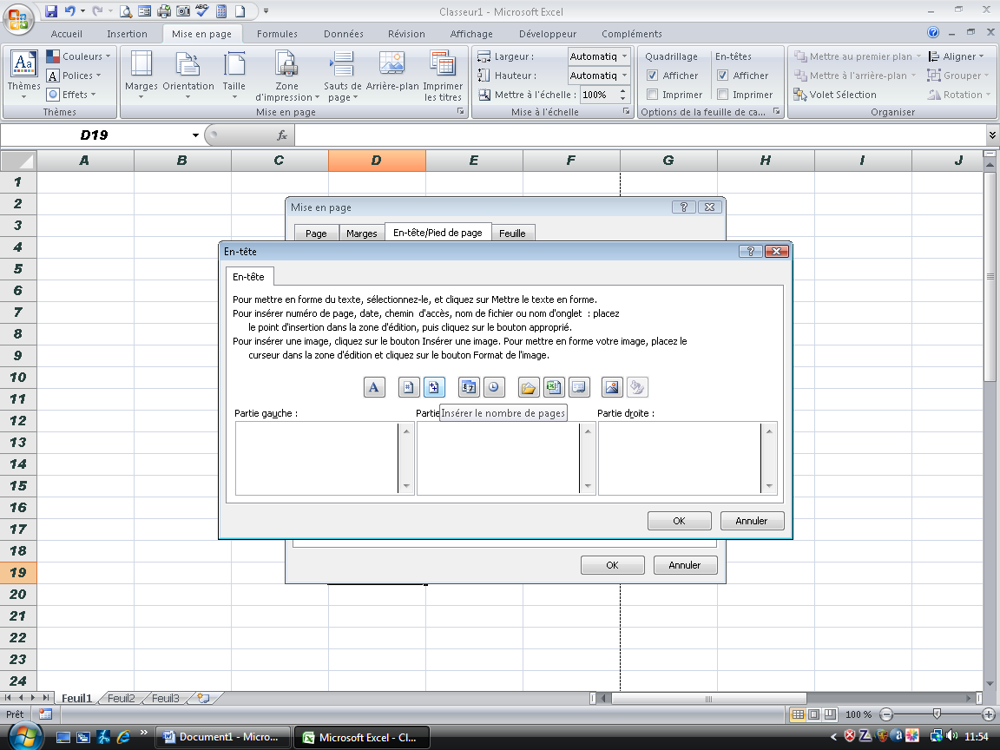 Classeur1 - Microsoft Excel
Accueil Insertion Mise en page Formules Données Révision Affichage Développeur Compléments
Couleurs Largeur : Automatiq Quadrillage En-têtes Mettre au premier plan Aligner
Polices Hauteur : Automatiq Afficher Afficher Mettre à l'arrière-plan Grouper
Thèmes Marges Orientation Taille Zone d'impression Sauts de page Arrière-plan Imprimer les titres
Effets Mettre à l'échelle : 100% Imprimer Imprimer Volet Sélection Rotation
Thèmes Mise en page Mise à l'échelle Options de la feuille de ca... Organiser
D19 fx
A B C D E F G H I J
1
2
Mise en page
3
Page Marges En-tête/Pied de page Feuille
4
En-tête
5
En-tête
6
Pour mettre en forme du texte, sélectionnez-le, et cliquez sur Mettre le texte en forme.
7
Pour insérer numéro de page, date, chemin d'accès, nom de fichier ou nom d'onglet : placez
le point d'insertion dans la zone d'édition, puis cliquez sur le bouton approprié.
8
Pour insérer une image, cliquez sur le bouton Insérer une image. Pour mettre en forme votre image, placez le
9
curseur dans la zone d'édition et cliquez sur le bouton Format de l'image.
10
A
11
12
Partie gauche : Partie Insérer le nombre de pages Partie droite :
13
14
15
16
17
OK Annuler
18
19
OK Annuler
20
21
22
23
24
Feuil1 Feuil2 Feuil3
Prêt 100 %
Document1 - Micro... Microsoft Excel - Cl... 11:54